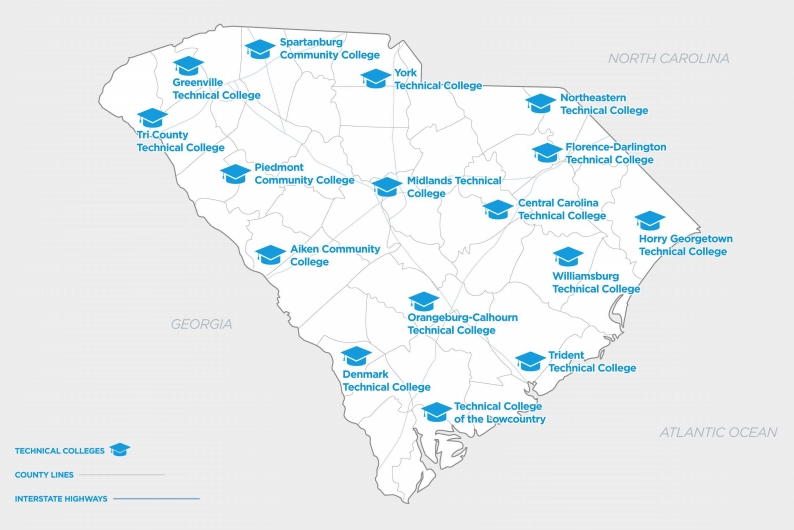 Spartanburg
Community College
NORTH CAROLINA
Greenville
Technical College
York
Technical College
Northeastern
Technical College
Tri County
Technical College
Florence-Darlington
Technical College
Piedmont
Community College
Midlands Technical
College
Central Carolina
Technical College
Horry Georgetown
Technical College
Aiken Community
College
Williamsburg
Technical College
GEORGIA
Orangeburg-Calhourn
Technical College
Trident
Technical College
Denmark
Technical College
Technical College
of the Lowcountry
ATLANTIC OCEAN
TECHNICAL COLLEGES
COUNTY LINES
INTERSTATE HIGHWAYS